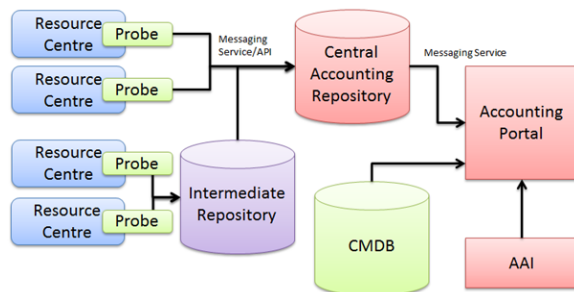 Resource
Centre
Probe
Resource
Centre
Probe
Messaging
Service/API
Central
Accounting
Repository
Messaging Service
Accounting
Portal
Resource
Centre
Probe
Resource
Centre
Probe
Intermediate
Repository
CMDB
AAI